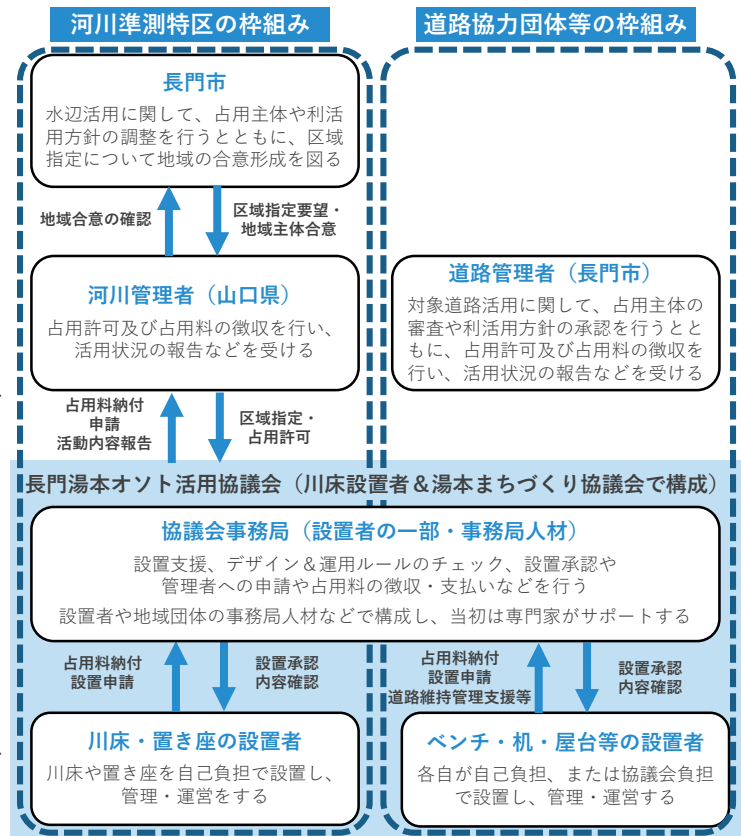 河川準測特区の枠組み
道路協力団体等の枠組み
長門市
水辺活用に関して、占用主体や利活
用方針の調整を行うとともに、区域
指定について地域の合意形成を図る
地域合意の確認
区域指定要望・
地域主体合意
河川管理者（山口県）
占用許可及び占用料の徴収を行い、
活用状況の報告などを受ける
道路管理者（長門市）
対象道路活用に関して、占用主体の
審査や利活用方針の承認を行うとと
もに、占用許可及び占用料の徴収を
行い、活用状況の報告などを受ける
占用料納付
申請
活動内容報告
区域指定・
占用許可
長門湯本オソト活用協議会（川床設置者＆湯本まちづくり協議会で構成）
協議会事務局（設置者の一部・事務局人材）
設置支援、デザイン＆運用ルールのチェック、設置承認や
管理者への申請や占用料の徴収・支払いなどを行う
設置者や地域団体の事務局人材などで構成し、当初は専門家がサポートする
占用料納付
設置申請
設置承認
内容確認
占用料納付
設置申請
道路維持管理支援等
設置承認
内容確認
川床・置き座の設置者
川床や置き座を自己負担で設置し、
管理・運営をする
ベンチ・机・屋台等の設置者
各自が自己負担、または協議会負担
で設置し、管理・運営する